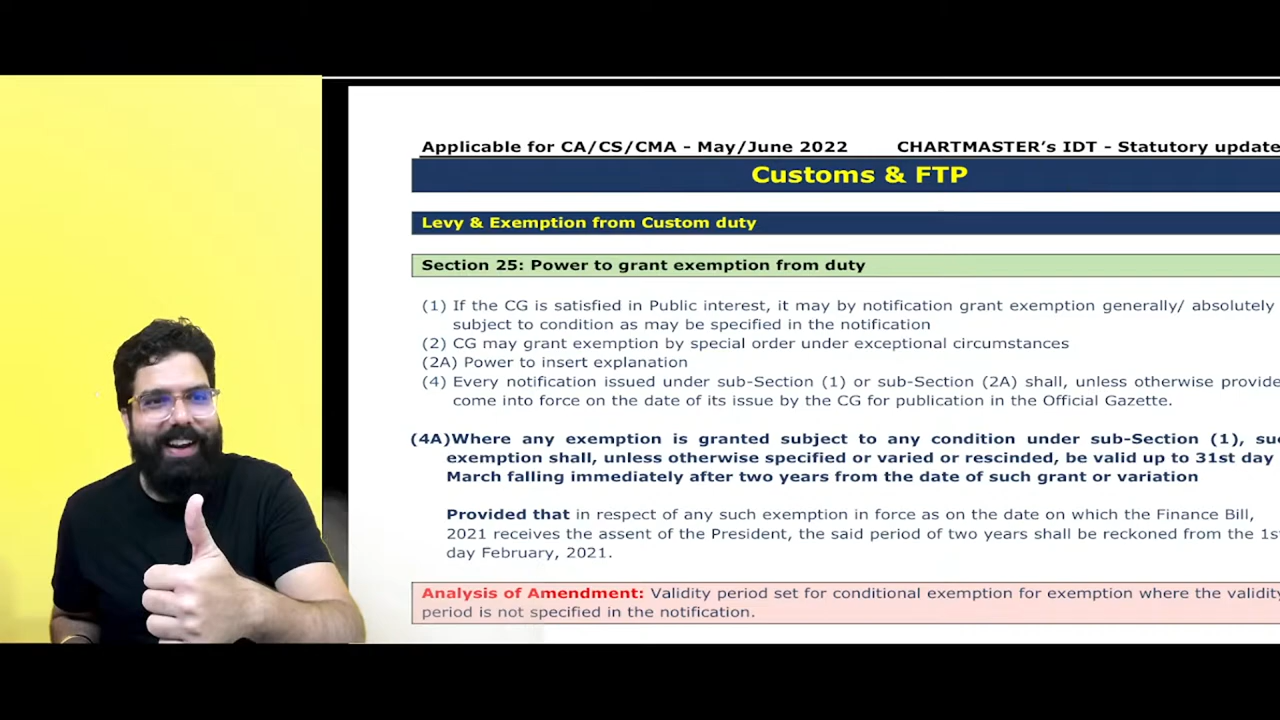 Applicable for CA/CS/CMA - May/June 2022 CHARTMASTER's IDT - Statutory update
Customs & FTP
Levy & Exemption from Custom duty
Section 25: Power to grant exemption from duty
(1) If the CG is satisfied in Public interest, it may by notification grant exemption generally/ absolutely
subject to condition as may be specified in the notification
(2) CG may grant exemption by special order under exceptional circumstances
(2A) Power to insert explanation
(4) Every notification issued under sub-Section (1) or sub-Section (2A) shall, unless otherwise provide
come into force on the date of its issue by the CG for publication in the Official Gazette.
(4A)Where any exemption is granted subject to any condition under sub-Section (1), suc
exemption shall, unless otherwise specified or varied or rescinded, be valid up to 31st day
March falling immediately after two years from the date of such grant or variation
Provided that in respect of any such exemption in force as on the date on which the Finance Bill,
2021 receives the assent of the President, the said period of two years shall be reckoned from the 1s
day February, 2021.
Analysis of Amendment: Validity period set for conditional exemption for exemption where the validity
period is not specified in the notification.